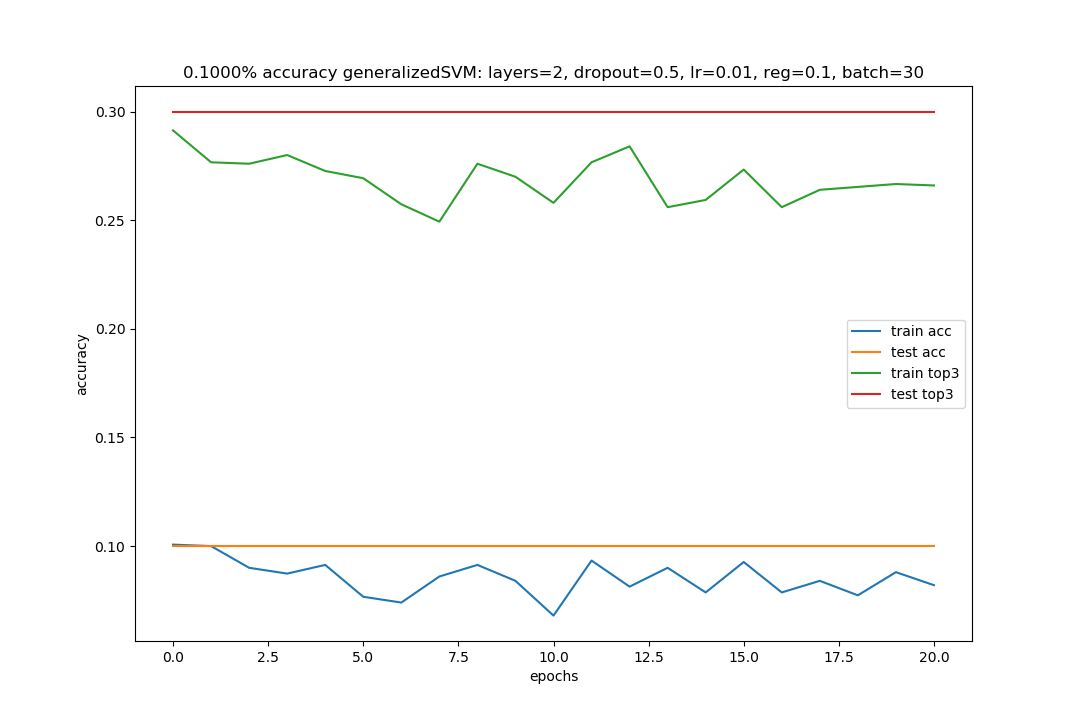 0.1000% accuracy generalizedSVM: layers=2, dropout=0.5, lr=0.01, reg=0.1, batch=30
0.30
0.25
0.20
0.15
0.10
accuracy
train acc
test acc
train top3
test top3
0.0 2.5 5.0 7.5 10.0 12.5 15.0 17.5 20.0
epochs